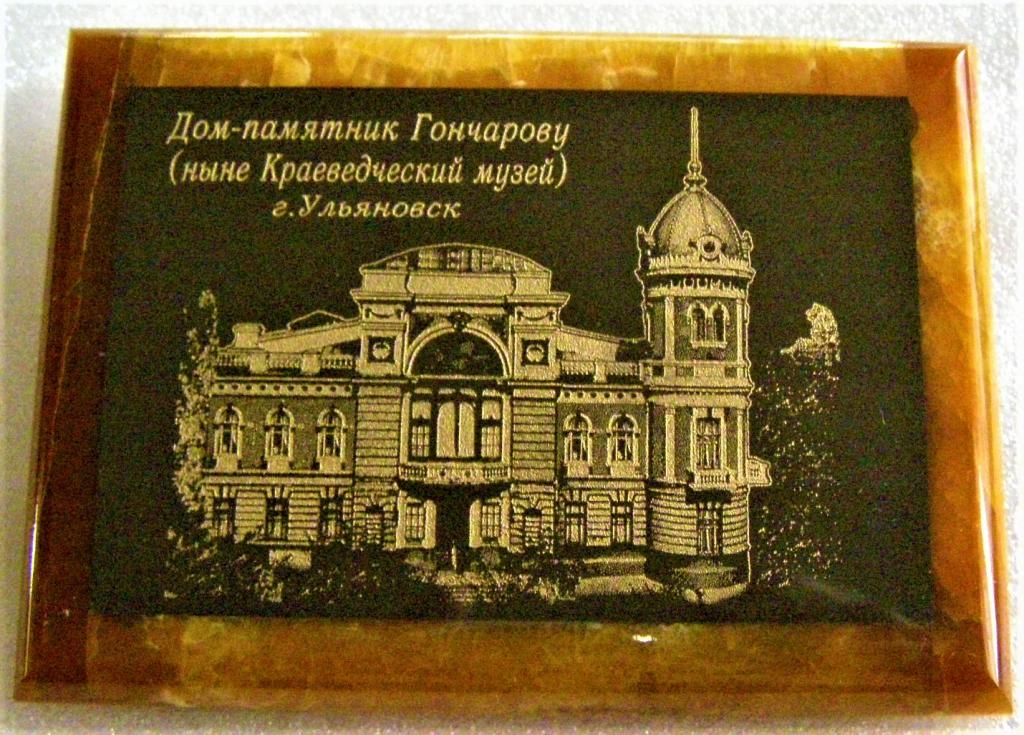 Дом-памятник Гончарову
(ныне Краеведческий музей)
г.Ульяновск